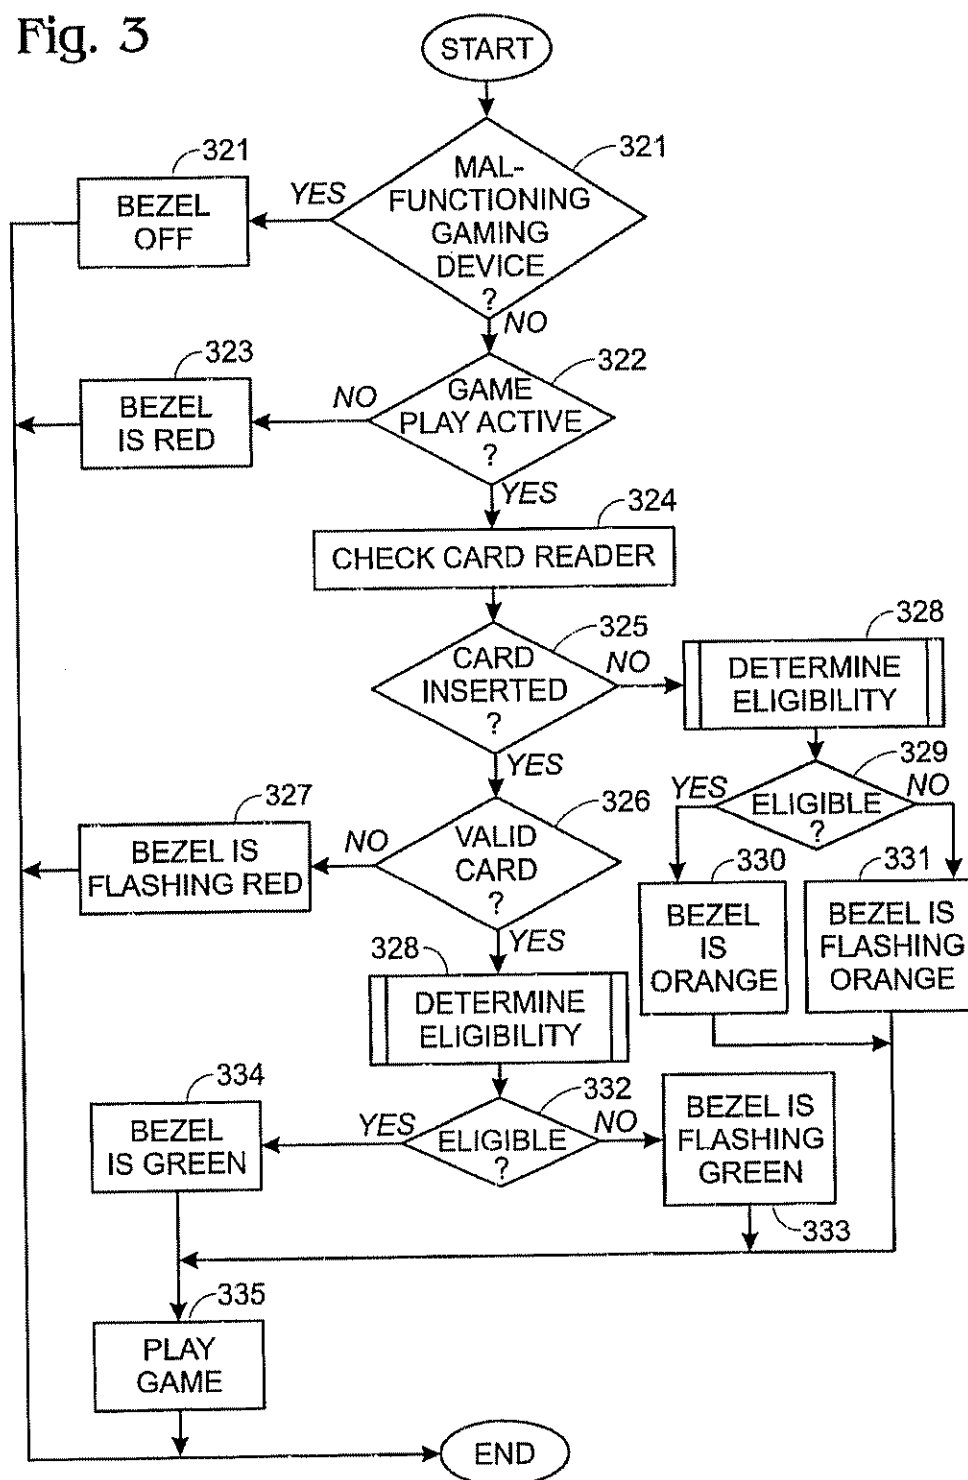 Fig. 3
START
321
MAL-
FUNCTIONING
GAMING
DEVICE
?
YES
321
BEZEL
OFF
NO
322
GAME
PLAY ACTIVE
?
NO
323
BEZEL
IS RED
YES
324
CHECK CARD READER
325
CARD
INSERTED
?
NO
328
DETERMINE
ELIGIBILITY
329
ELIGIBLE
?
YES
NO
330
BEZEL
IS
ORANGE
331
BEZEL IS
FLASHING
ORANGE
YES
326
VALID
CARD
?
NO
327
BEZEL IS
FLASHING RED
YES
328
DETERMINE
ELIGIBILITY
332
ELIGIBLE
?
YES
334
BEZEL
IS GREEN
NO
BEZEL IS
FLASHING
GREEN
333
335
PLAY
GAME
END